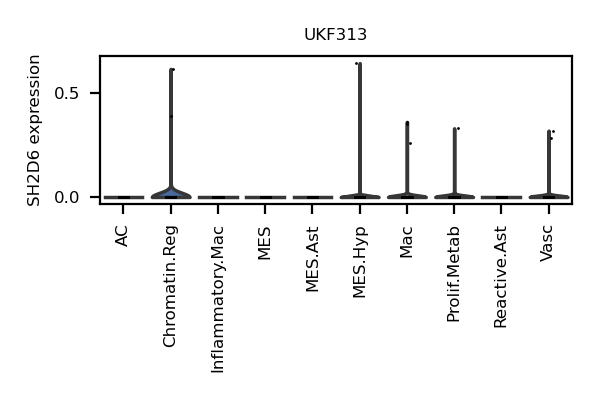 UKF313
SH2D6 expression
0.5
0.0
AC
Chromatin.Reg
Inflammatory.Mac
MES
MES.Ast
MES.Hyp
Mac
Prolif.Metab
Reactive.Ast
Vasc